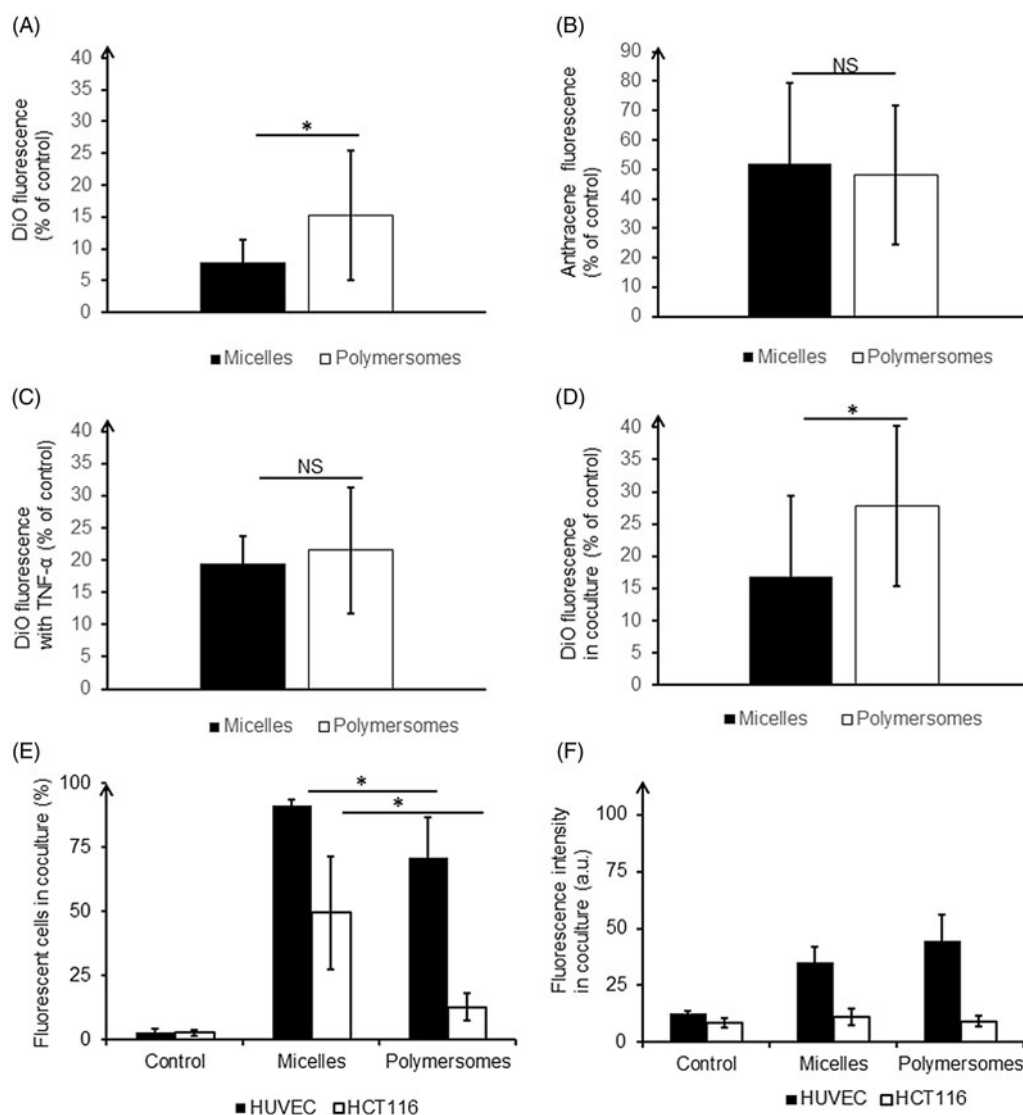 (A)
DiO fluorescence
(% of control)
40
35
30
25
20
15
10
5
0
*
■Micelles □Polymersomes
(B)
Anthracene fluorescence
(% of control)
90
80
70
60
50
40
30
20
10
0
NS
■Micelles □Polymersomes
(C)
DiO fluorescence
with TNF-α (% of control)
40
35
30
25
20
15
10
5
0
NS
■Micelles □Polymersomes
(D)
DiO fluorescence
in coculture (% of control)
40
35
30
25
20
15
10
5
0
*
■Micelles □Polymersomes
(E)
Fluorescent cells in coculture (%)
100
75
50
25
0
*
*
Control Micelles Polymersomes
■HUVEC □HCT116
(F)
Fluorescence intensity
in coculture (a.u.)
100
75
50
25
0
Control Micelles Polymersomes
■HUVEC □HCT116